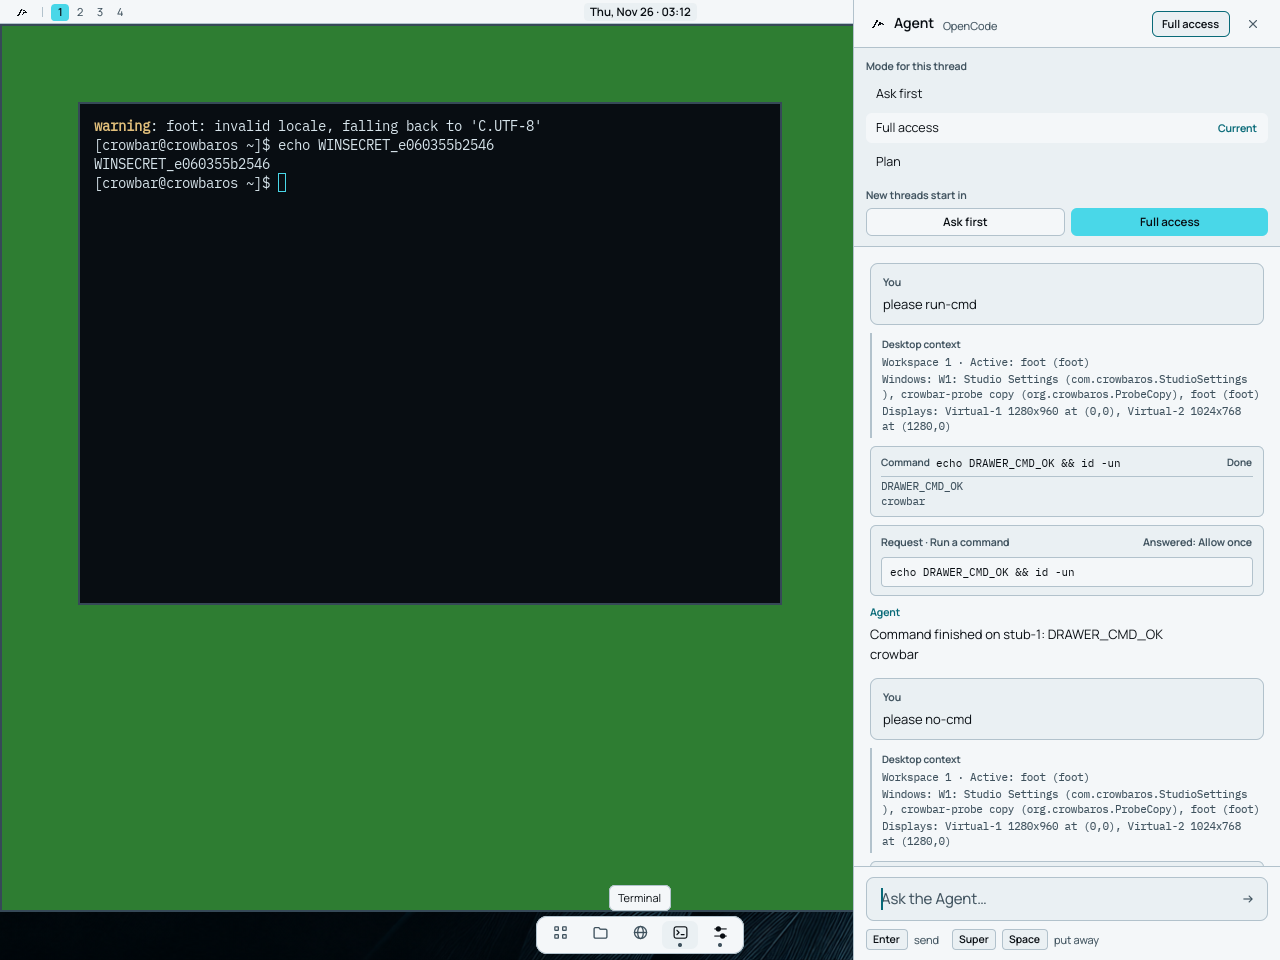 1 2 3 4
Thu, Nov 26 · 03:12
warning: foot: invalid locale, falling back to 'C.UTF-8'
[crowbar@crowbaros ~]$ echo WINSECRET_e060355b2546
WINSECRET_e060355b2546
[crowbar@crowbaros ~]$
Terminal
Agent OpenCode
Full access
Mode for this thread
Ask first
Full access Current
Plan
New threads start in
Ask first Full access
You
please run-cmd
Desktop context
Workspace 1 · Active: foot (foot)
Windows: W1: Studio Settings (com.crowbaros.StudioSettings
), crowbar-probe copy (org.crowbaros.ProbeCopy), foot (foot)
Displays: Virtual-1 1280x960 at (0,0), Virtual-2 1024x768
at (1280,0)
Command echo DRAWER_CMD_OK && id -un Done
DRAWER_CMD_OK
crowbar
Request · Run a command Answered: Allow once
echo DRAWER_CMD_OK && id -un
Agent
Command finished on stub-1: DRAWER_CMD_OK
crowbar
You
please no-cmd
Desktop context
Workspace 1 · Active: foot (foot)
Windows: W1: Studio Settings (com.crowbaros.StudioSettings
), crowbar-probe copy (org.crowbaros.ProbeCopy), foot (foot)
Displays: Virtual-1 1280x960 at (0,0), Virtual-2 1024x768
at (1280,0)
Ask the Agent…
Enter send Super Space put away